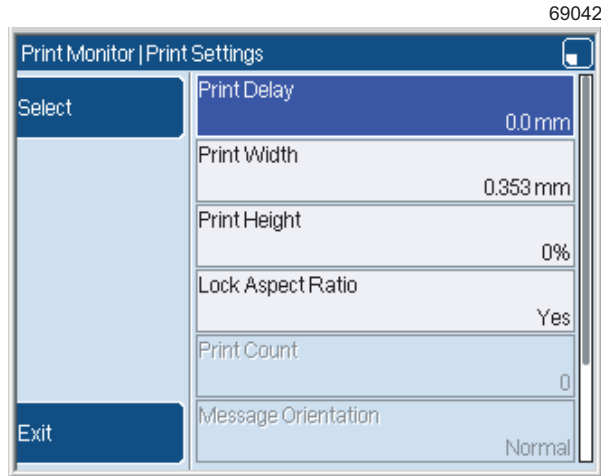 69042
Print Monitor | Print Settings
Select
Print Delay
0.0 mm
Print Width
0.353 mm
Print Height
0%
Lock Aspect Ratio
Yes
Print Count
0
Message Orientation
Normal
Exit